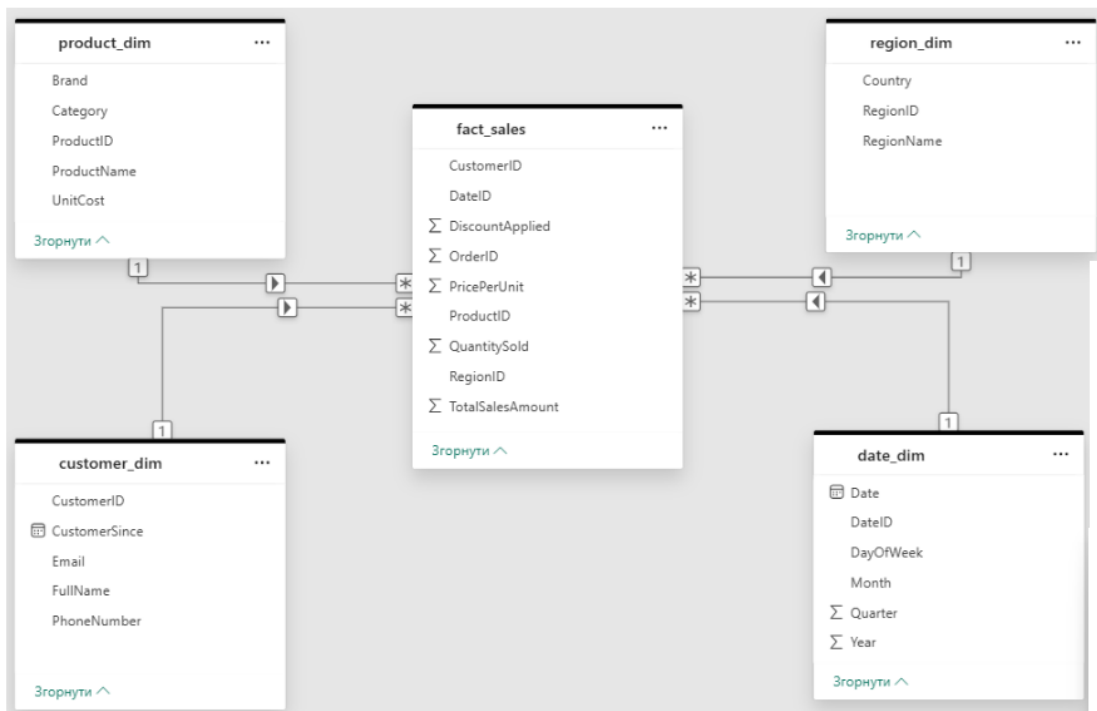 product_dim ...
Brand
Category
ProductID
ProductName
UnitCost
Згорнути
1
*
region_dim ...
Country
RegionID
RegionName
Згорнути
1
*
fact_sales ...
CustomerID
DateID
Σ DiscountApplied
Σ OrderID
Σ PricePerUnit
ProductID
Σ QuantitySold
RegionID
Σ TotalSalesAmount
Згорнути
*
*
1
customer_dim ...
CustomerID
CustomerSince
Email
FullName
PhoneNumber
Згорнути
1
date_dim ...
Date
DateID
DayOfWeek
Month
Σ Quarter
Σ Year
Згорнути